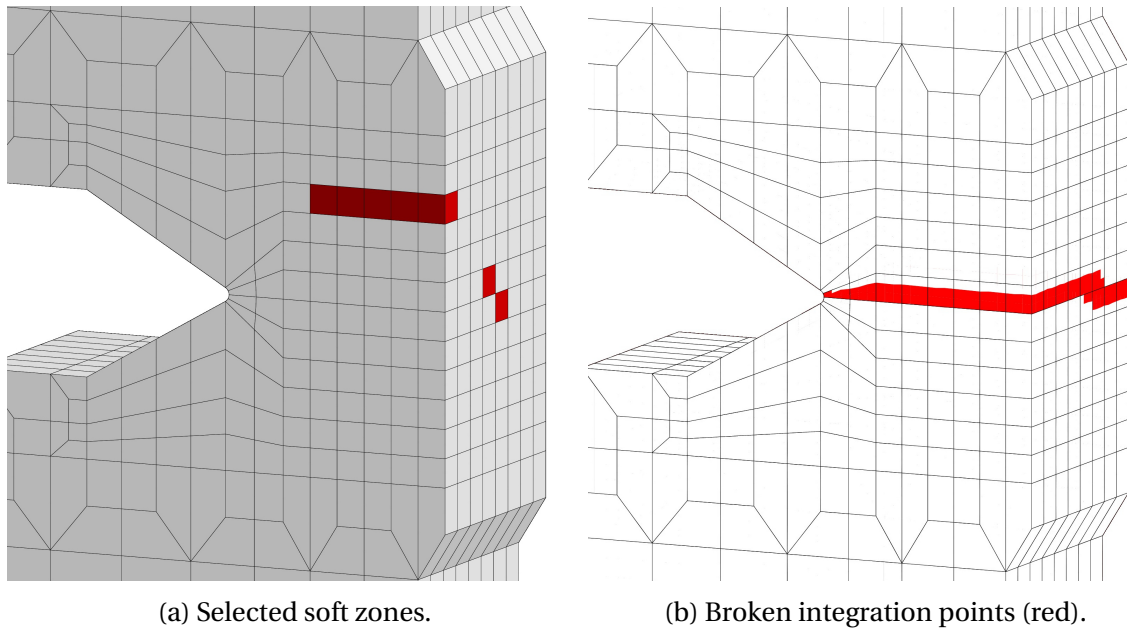 (a) Selected soft zones.
(b) Broken integration points (red).